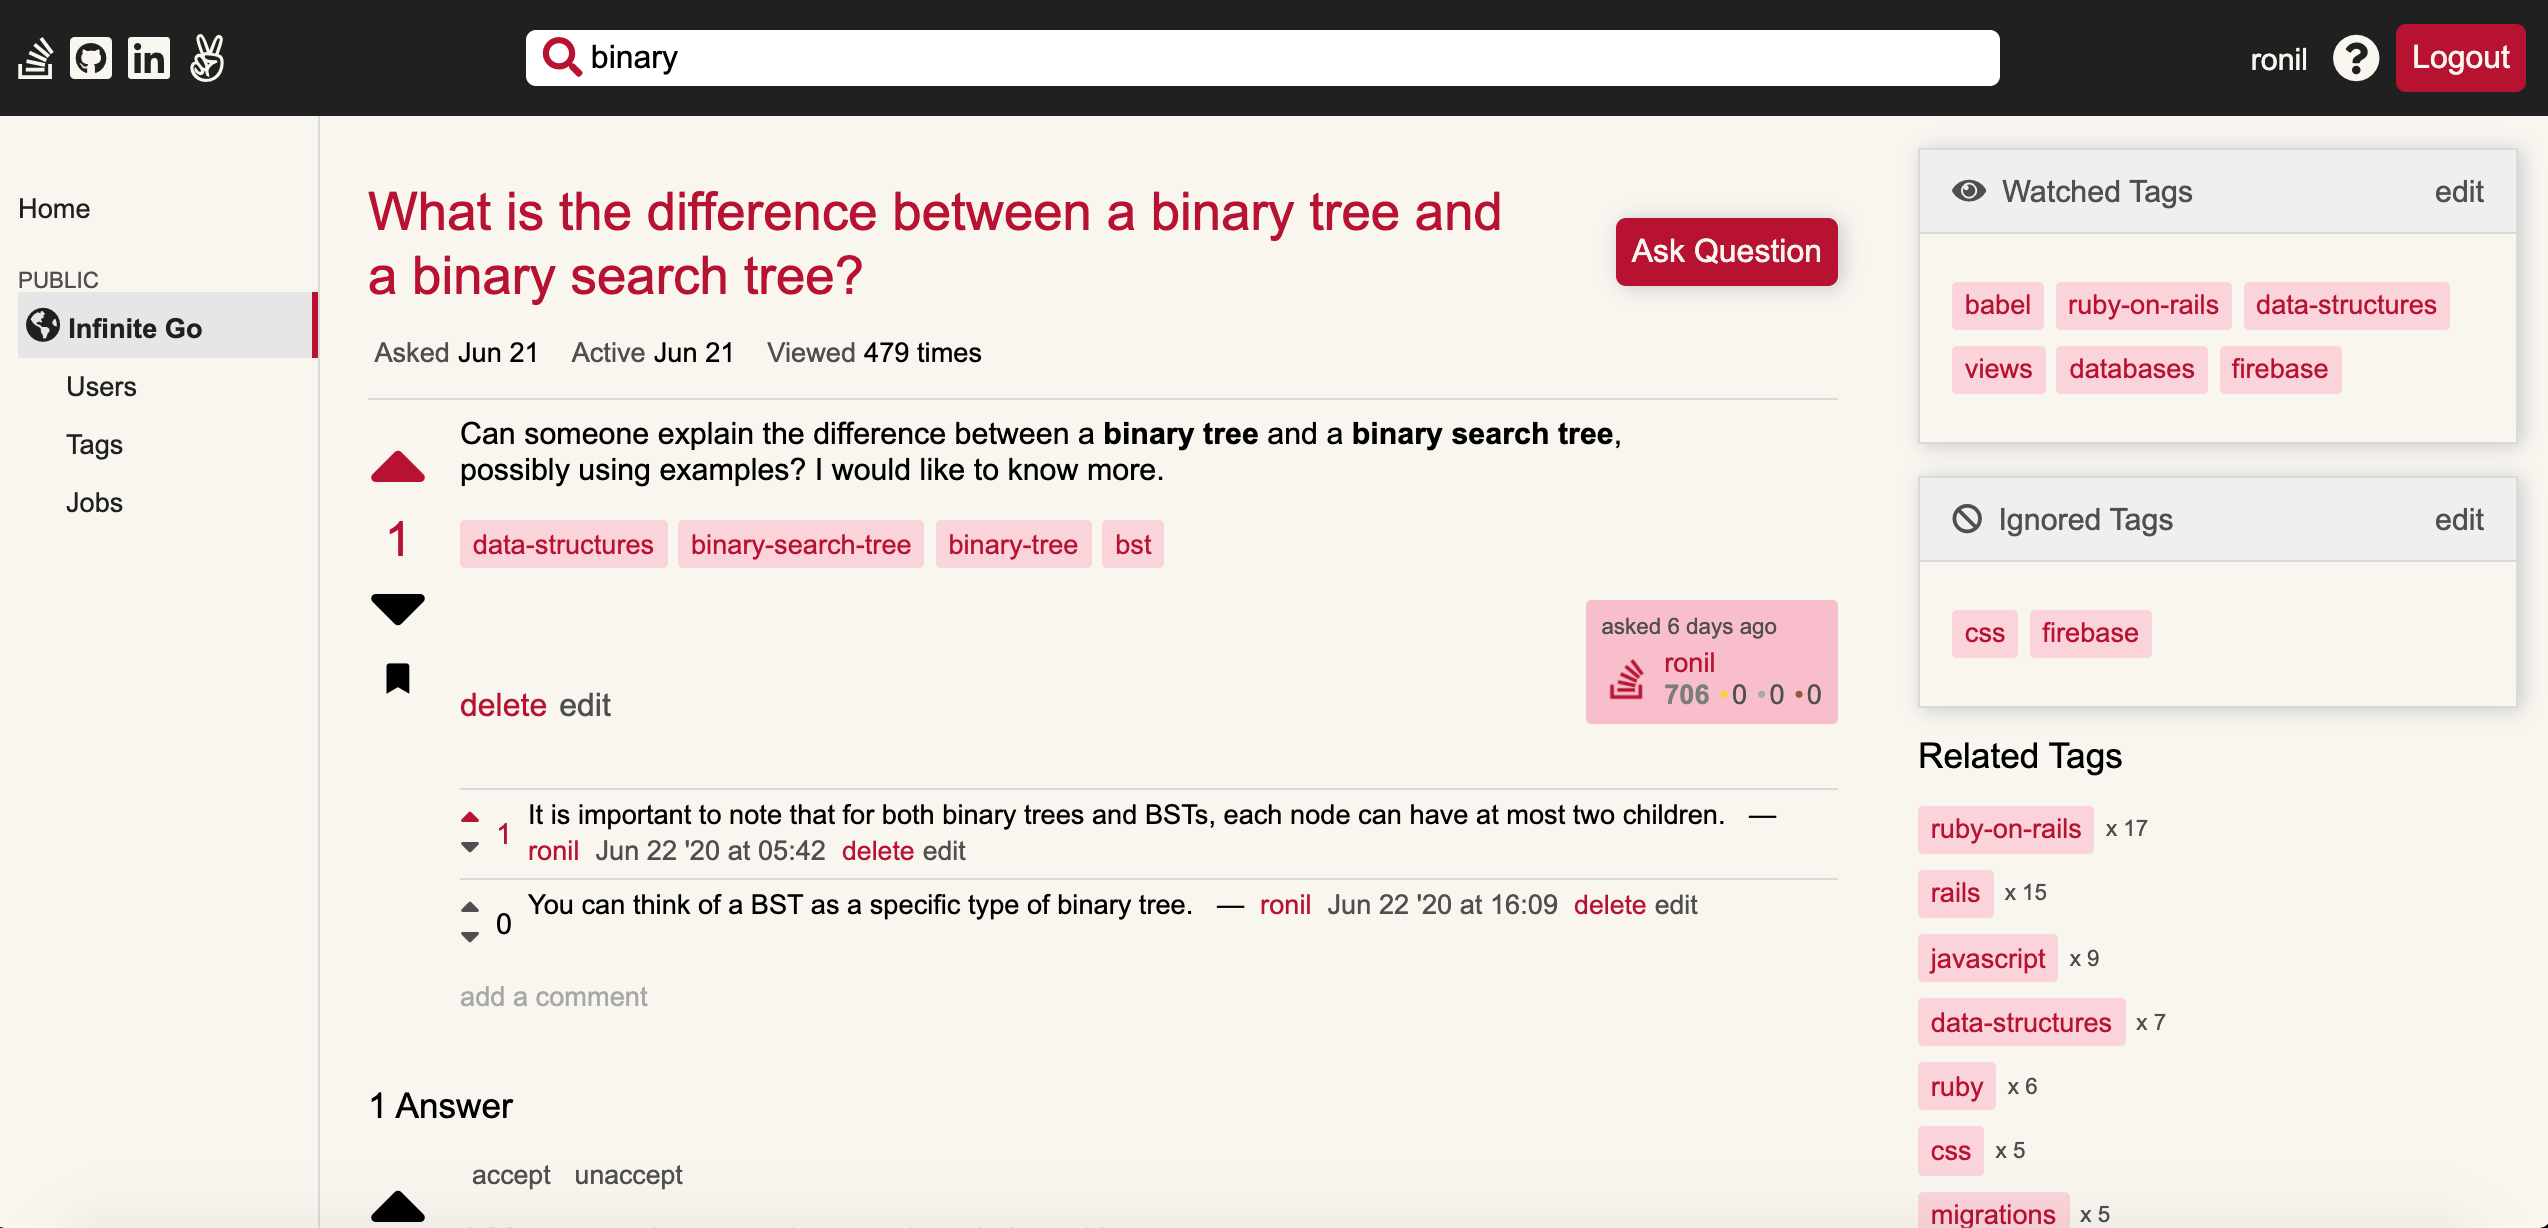 binary
ronil
Logout
Home
PUBLIC
Infinite Go
Users
Tags
Jobs
What is the difference between a binary tree and
a binary search tree?
Ask Question
Asked Jun 21 Active Jun 21 Viewed 479 times
Can someone explain the difference between a binary tree and a binary search tree,
possibly using examples? I would like to know more.
1
data-structures binary-search-tree binary-tree bst
asked 6 days ago
ronil
706 •0 •0 •0
delete edit
1 It is important to note that for both binary trees and BSTs, each node can have at most two children. —
ronil Jun 22 '20 at 05:42 delete edit
0 You can think of a BST as a specific type of binary tree. — ronil Jun 22 '20 at 16:09 delete edit
add a comment
1 Answer
accept unaccept
Watched Tags edit
babel ruby-on-rails data-structures
views databases firebase
Ignored Tags edit
css firebase
Related Tags
ruby-on-rails x 17
rails x 15
javascript x 9
data-structures x 7
ruby x 6
css x 5
migrations x 5